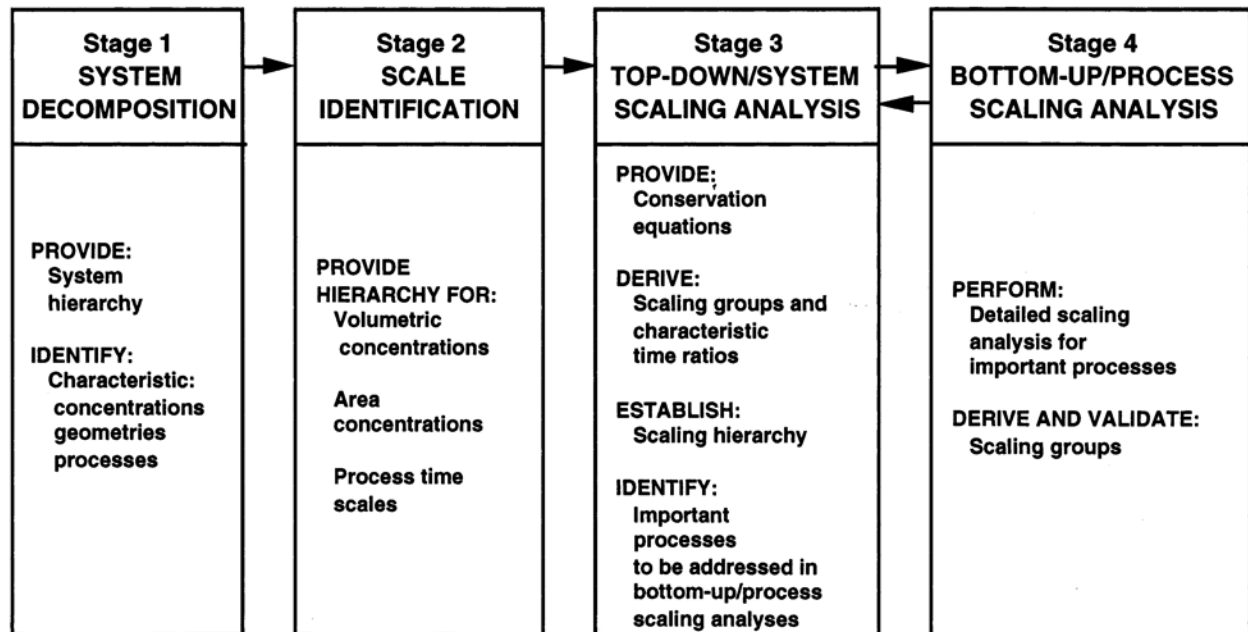 Stage 1
SYSTEM
DECOMPOSITION
PROVIDE:
System
hierarchy
IDENTIFY:
Characteristic:
concentrations
geometries
processes
Stage 2
SCALE
IDENTIFICATION
PROVIDE
HIERARCHY FOR:
Volumetric
concentrations
Area
concentrations
Process time
scales
Stage 3
TOP-DOWN/SYSTEM
SCALING ANALYSIS
PROVIDE:
Conservation
equations
DERIVE:
Scaling groups and
characteristic
time ratios
ESTABLISH:
Scaling hierarchy
IDENTIFY:
Important
processes
to be addressed in
bottom-up/process
scaling analyses
Stage 4
BOTTOM-UP/PROCESS
SCALING ANALYSIS
PERFORM:
Detailed scaling
analysis for
important processes
DERIVE AND VALIDATE:
Scaling groups